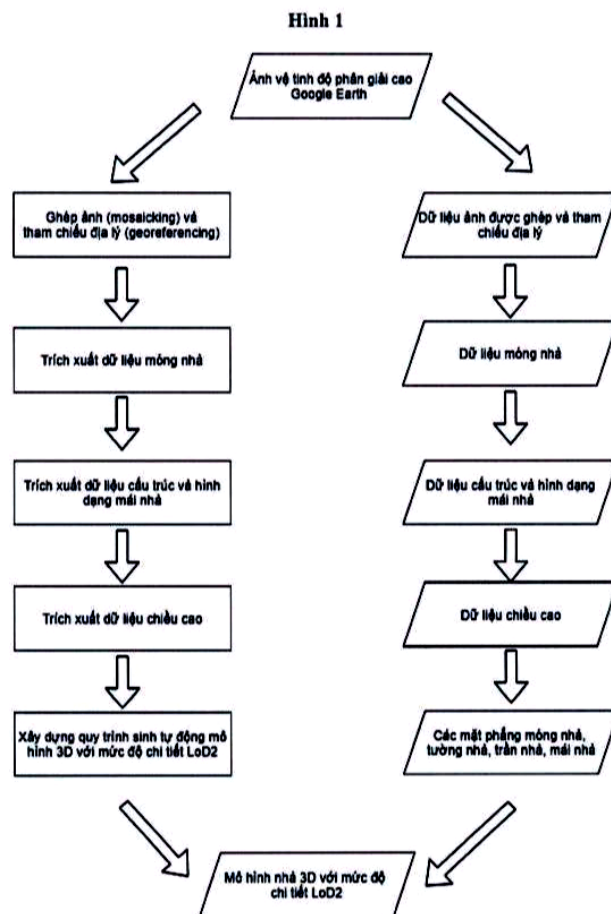 Hình 1
Ảnh vệ tinh độ phân giải cao
Google Earth
Ghép ảnh (mosaicking) và
tham chiếu địa lý (georeferencing)
Dữ liệu ảnh được ghép và tham
chiếu địa lý
Trích xuất dữ liệu móng nhà
Dữ liệu móng nhà
Trích xuất dữ liệu cấu trúc và hình
dạng mái nhà
Dữ liệu cấu trúc và hình dạng
mái nhà
Trích xuất dữ liệu chiều cao
Dữ liệu chiều cao
Xây dựng quy trình sinh tự động mô
hình 3D với mức độ chi tiết LoD2
Các mặt phẳng móng nhà,
tường nhà, trần nhà, mái nhà
Mô hình nhà 3D với mức độ
chi tiết LoD2